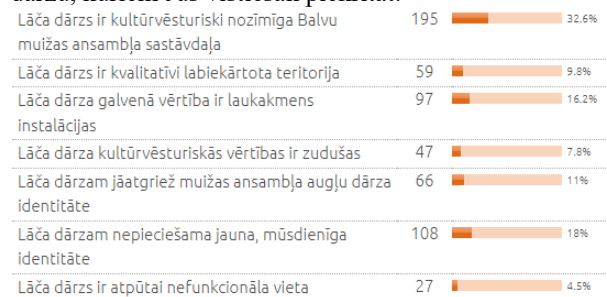 Lāča dārzs ir kultūrvēsturiski nozīmīga Balvu 195 32.6%
muižas ansambļa sastāvdaļa
Lāča dārzs ir kvalitatīvi labiekārtota teritorija 59 9.8%
Lāča dārza galvenā vērtība ir laukakmens 97 16.2%
instalācijas
Lāča dārza kultūrvēsturiskās vērtības ir zudušas 47 7.8%
Lāča dārzam jāatgriež muižas ansambļa augļu dārza 66 11%
identitāte
Lāča dārzam nepieciešama jauna, mūsdienīga 108 18%
identitāte
Lāča dārzs ir atpūtai nefunkcionāla vieta 27 4.5%